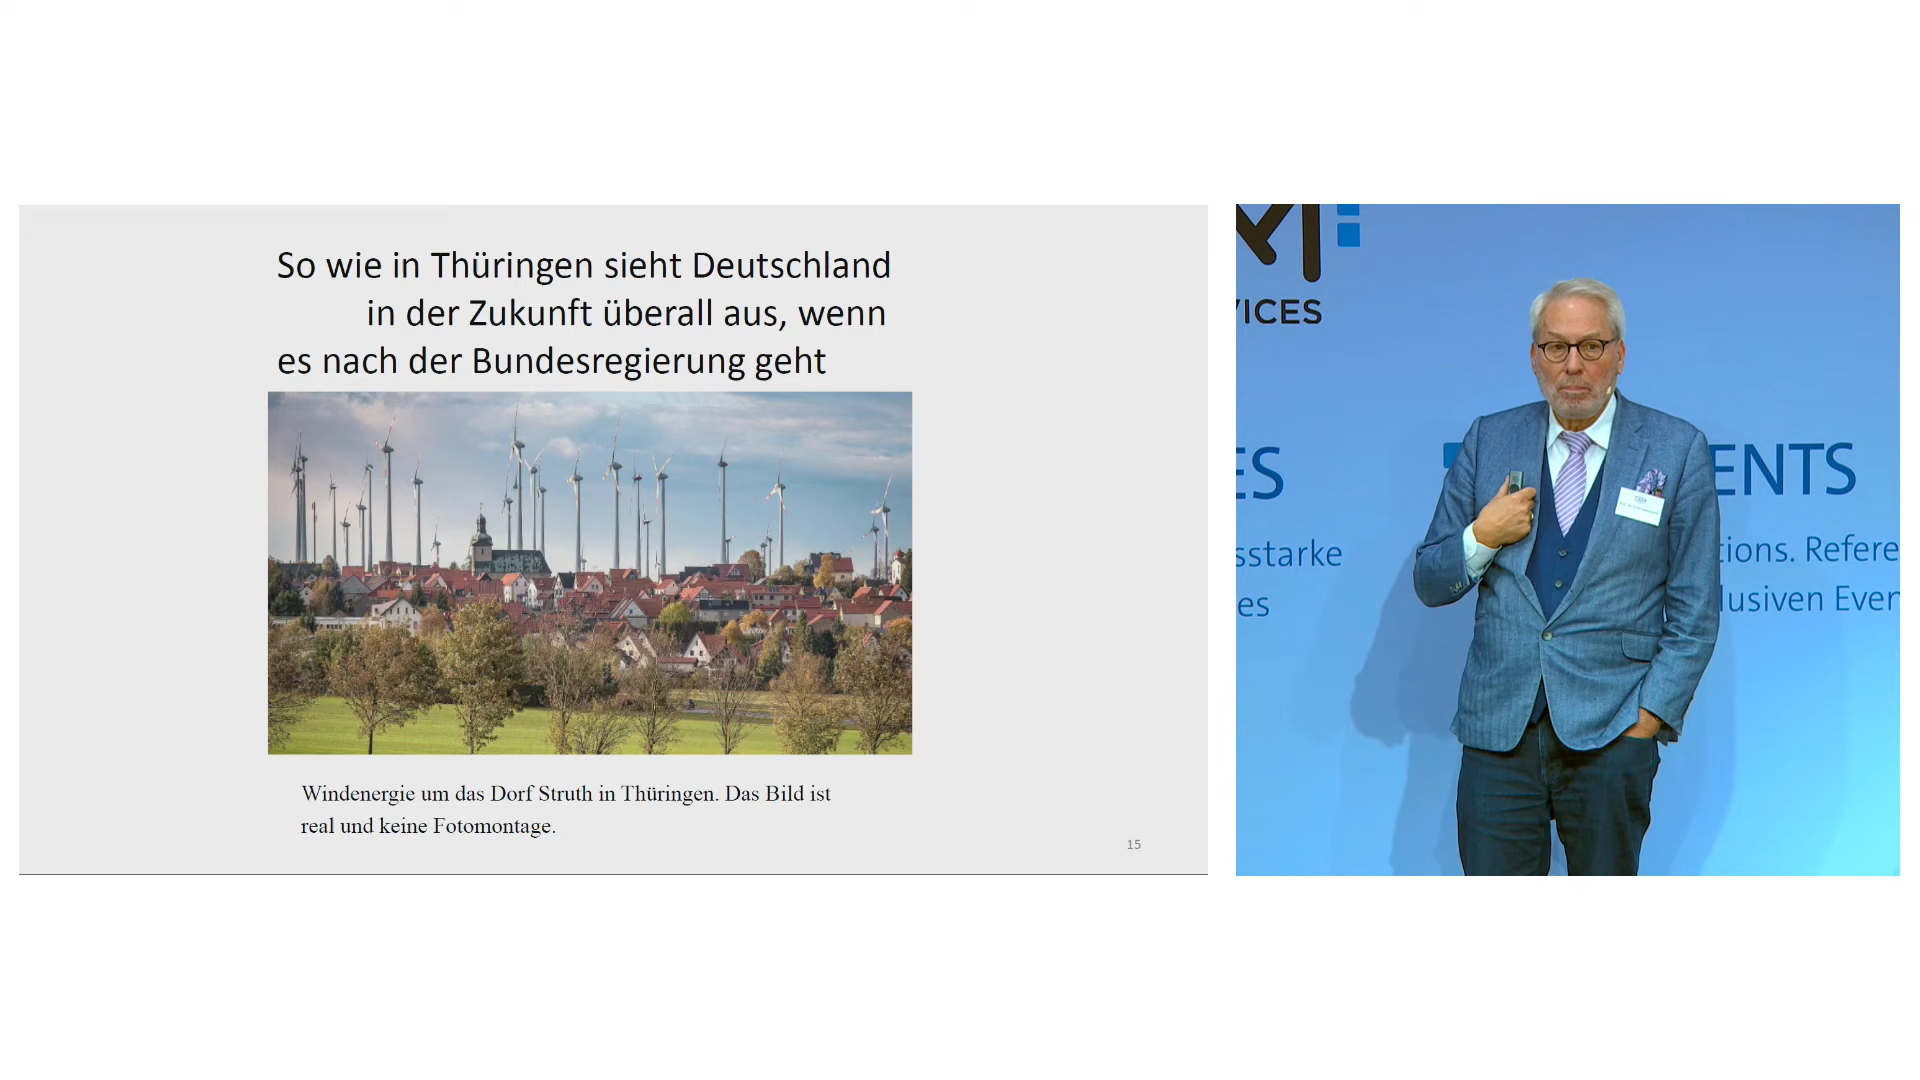 So wie in Thüringen sieht Deutschland
in der Zukunft überall aus, wenn
es nach der Bundesregierung geht
Windenergie um das Dorf Struth in Thüringen. Das Bild ist
real und keine Fotomontage.
15
VICES
ES
ENTS
sstarke
tions. Refere
es
lusiven Even